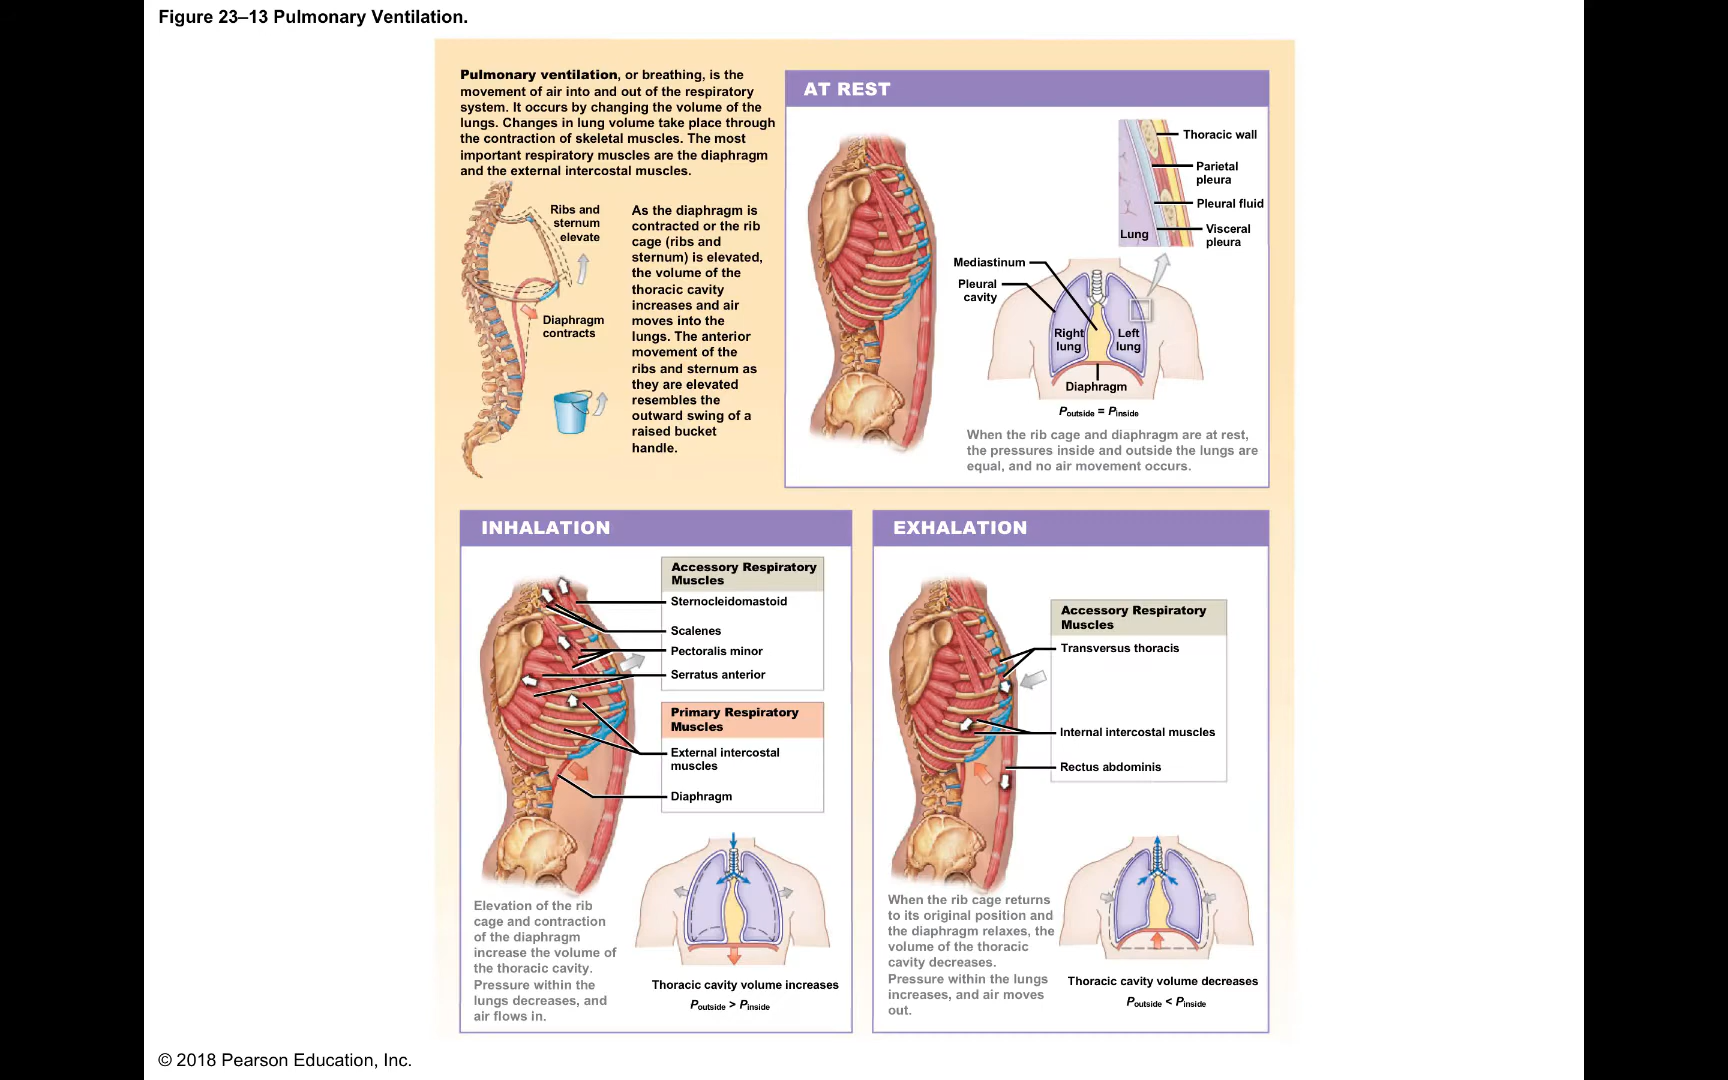 Figure 23–13 Pulmonary Ventilation.
Pulmonary ventilation, or breathing, is the
movement of air into and out of the respiratory
system. It occurs by changing the volume of the
lungs. Changes in lung volume take place through
the contraction of skeletal muscles. The most
important respiratory muscles are the diaphragm
and the external intercostal muscles.
Ribs and
sternum
elevate
Diaphragm
contracts
As the diaphragm is
contracted or the rib
cage (ribs and
sternum) is elevated,
the volume of the
thoracic cavity
increases and air
moves into the
lungs. The anterior
movement of the
ribs and sternum as
they are elevated
resembles the
outward swing of a
raised bucket
handle.
AT REST
Thoracic wall
Parietal
pleura
Pleural fluid
Visceral
pleura
Lung
Mediastinum
Pleural
cavity
Right
lung
Left
lung
Diaphragm
Poutside = Pinside
When the rib cage and diaphragm are at rest,
the pressures inside and outside the lungs are
equal, and no air movement occurs.
INHALATION
Accessory Respiratory
Muscles
Sternocleidomastoid
Scalenes
Pectoralis minor
Serratus anterior
Primary Respiratory
Muscles
External intercostal
muscles
Diaphragm
Elevation of the rib
cage and contraction
of the diaphragm
increase the volume of
the thoracic cavity.
Pressure within the
lungs decreases, and
air flows in.
Thoracic cavity volume increases
Poutside > Pinside
EXHALATION
Accessory Respiratory
Muscles
Transversus thoracis
Internal intercostal muscles
Rectus abdominis
When the rib cage returns
to its original position and
the diaphragm relaxes, the
volume of the thoracic
cavity decreases.
Pressure within the lungs
increases, and air moves
out.
Thoracic cavity volume decreases
Poutside < Pinside
© 2018 Pearson Education, Inc.